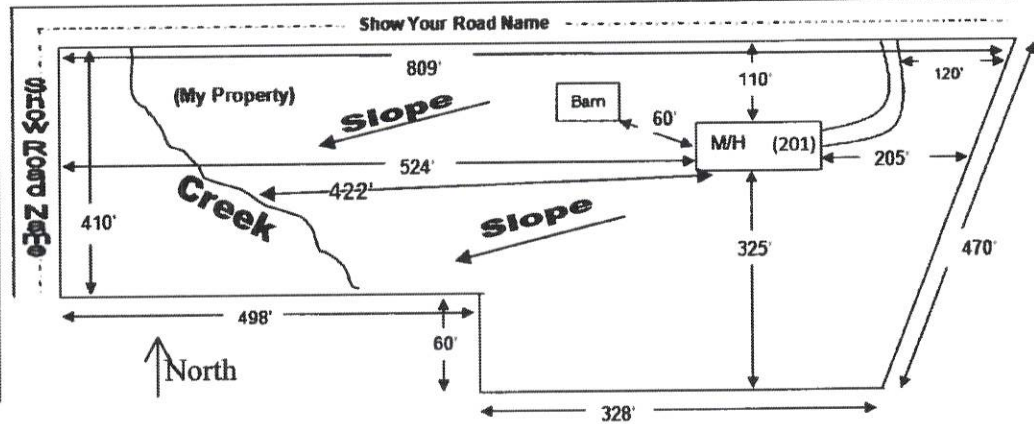 Show Your Road Name
Show Road Name
809'
110'
120'
(My Property)
Slope
Barn
60'
M/H (201)
524'
205'
422'
Creek
410'
Slope
325'
470'
498'
60'
North
328'